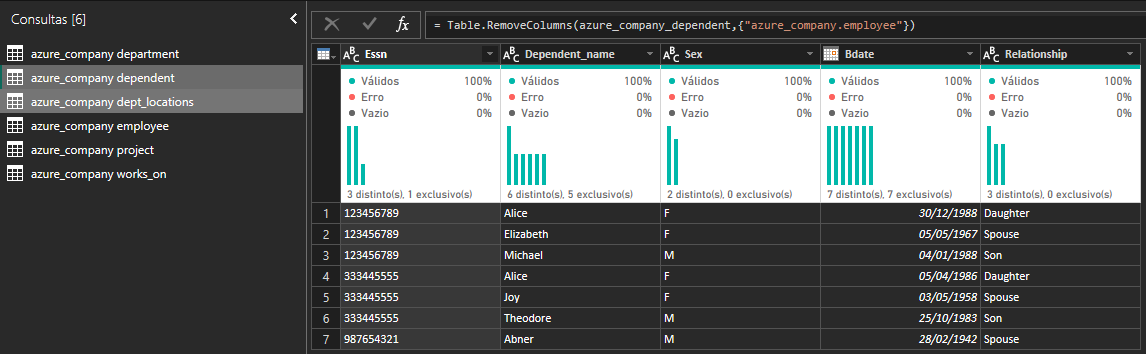 Consultas [6]
azure_company department
azure_company dependent
azure_company dept_locations
azure_company employee
azure_company project
azure_company works_on
fx = Table.RemoveColumns(azure_company_dependent,{"azure_company.employee"})
ABC Essn ABC Dependent_name ABC Sex Bdate ABC Relationship
Válidos 100% Válidos 100% Válidos 100% Válidos 100% Válidos 100%
Erro 0% Erro 0% Erro 0% Erro 0% Erro 0%
Vazio 0% Vazio 0% Vazio 0% Vazio 0% Vazio 0%
3 distinto(s), 1 exclusivo(s) 6 distinto(s), 5 exclusivo(s) 2 distinto(s), 0 exclusivo(s) 7 distinto(s), 7 exclusivo(s) 3 distinto(s), 0 exclusivo(s)
1 123456789 Alice F 30/12/1988 Daughter
2 123456789 Elizabeth F 05/05/1967 Spouse
3 123456789 Michael M 04/01/1988 Son
4 333445555 Alice F 05/04/1986 Daughter
5 333445555 Joy F 03/05/1958 Spouse
6 333445555 Theodore M 25/10/1983 Son
7 987654321 Abner M 28/02/1942 Spouse